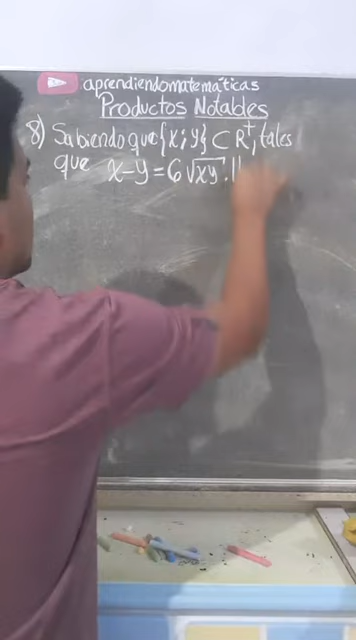 aprendiendomatemáticas
Productos Notables
8) Sabiendo que {x; y} ⊂ R⁺, tales
que x-y=6√xy.